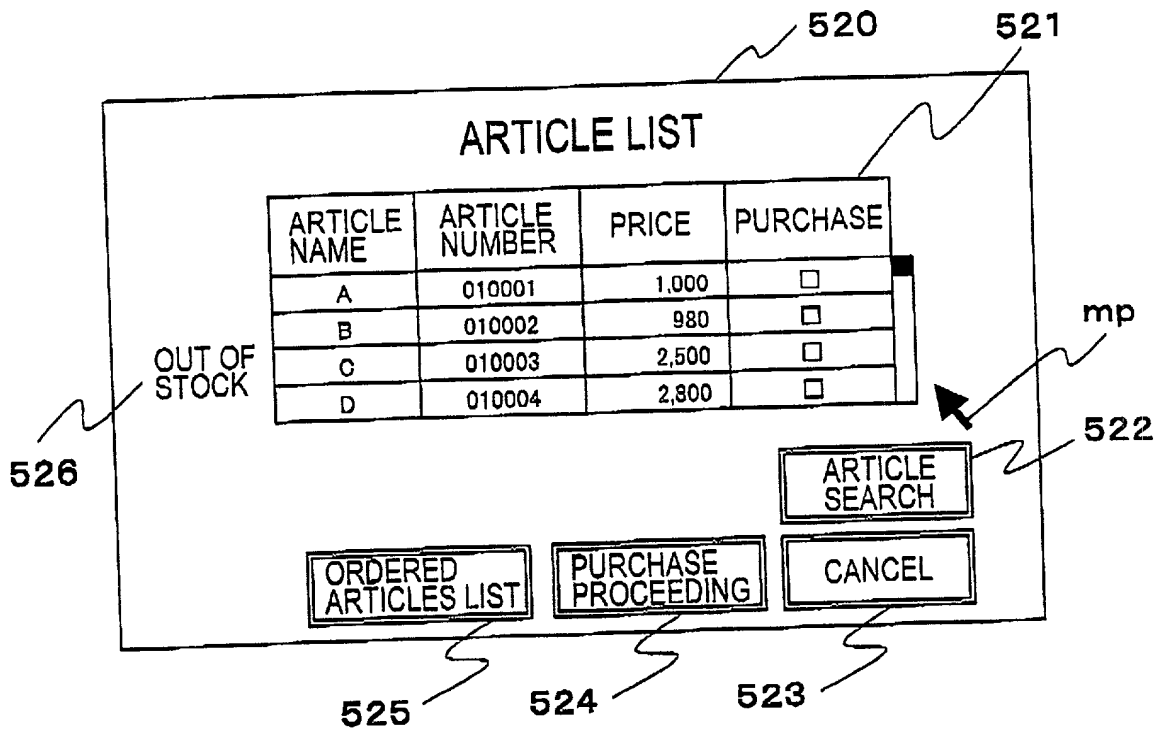 520
521
ARTICLE LIST
ARTICLE NAME
ARTICLE NUMBER
PRICE
PURCHASE
A 010001 1,000 □
B 010002 980 □
mp
OUT OF
STOCK
C 010003 2,500 □
D 010004 2,800 □
522
526
ARTICLE
SEARCH
ORDERED
ARTICLES LIST
PURCHASE
PROCEEDING
CANCEL
525
524
523